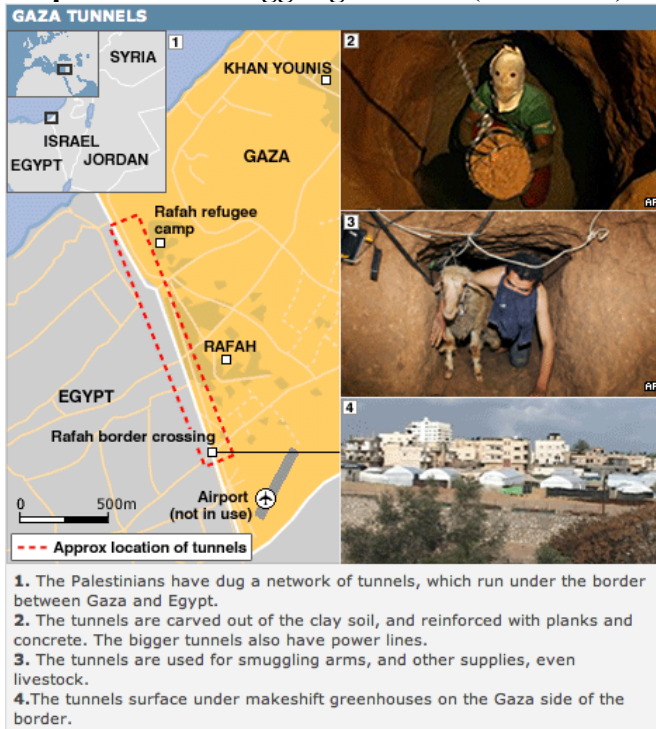 GAZA TUNNELS
1
SYRIA
ISRAEL
EGYPT
JORDAN
KHAN YOUNIS
GAZA
Rafah refugee
camp
RAFAH
EGYPT
Rafah border crossing
Airport
(not in use)
0
500m
Approx location of tunnels
2
AP
3
AP
4
1. The Palestinians have dug a network of tunnels, which run under the border
between Gaza and Egypt.
2. The tunnels are carved out of the clay soil, and reinforced with planks and
concrete. The bigger tunnels also have power lines.
3. The tunnels are used for smuggling arms, and other supplies, even
livestock.
4.The tunnels surface under makeshift greenhouses on the Gaza side of the
border.